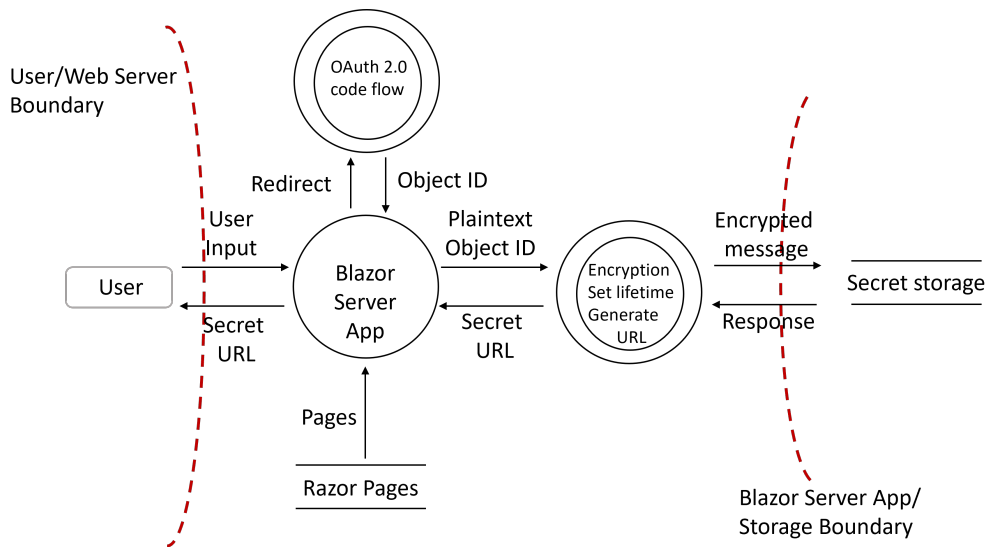 User/Web Server
Boundary
OAuth 2.0
code flow
Redirect
Object ID
User
Input
Plaintext
Object ID
Encrypted
message
User
Blazor
Server
App
Encryption
Set lifetime
Generate
URL
Secret storage
Secret
URL
Secret
URL
Response
Pages
Razor Pages
Blazor Server App/
Storage Boundary